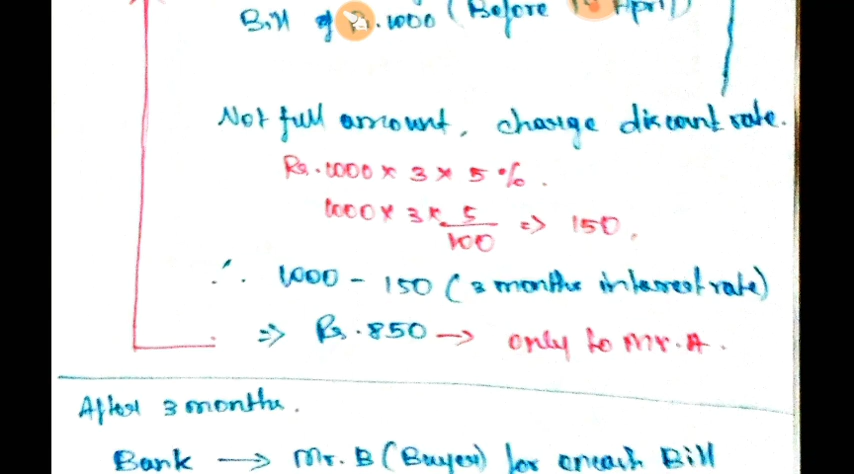 Bill of Rs. 1000 (Before April)
Not full amount, charge discount rate.
Rs. 1000 x 3 x 5 %.
1000 x 3 x 5/100 => 150.
∴ 1000 - 150 (3 months interest rate)
=> Rs. 850 -> only to Mr. A.
After 3 months.
Bank -> Mr. B (Buyer) for encash Bill